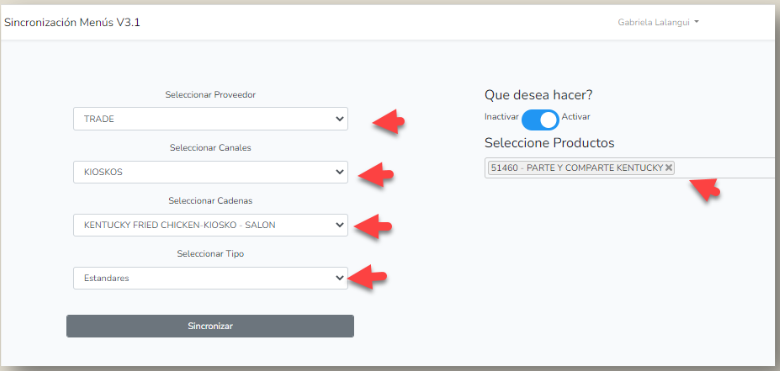 Sincronización Menús V3.1
Gabriela Lalangui
Seleccionar Proveedor
TRADE
Seleccionar Canales
KIOSKOS
Seleccionar Cadenas
KENTUCKY FRIED CHICKEN-KIOSKO - SALON
Seleccionar Tipo
Estandares
Sincronizar
Que desea hacer?
Inactivar Activar
Seleccione Productos
51460 - PARTE Y COMPARTE KENTUCKY